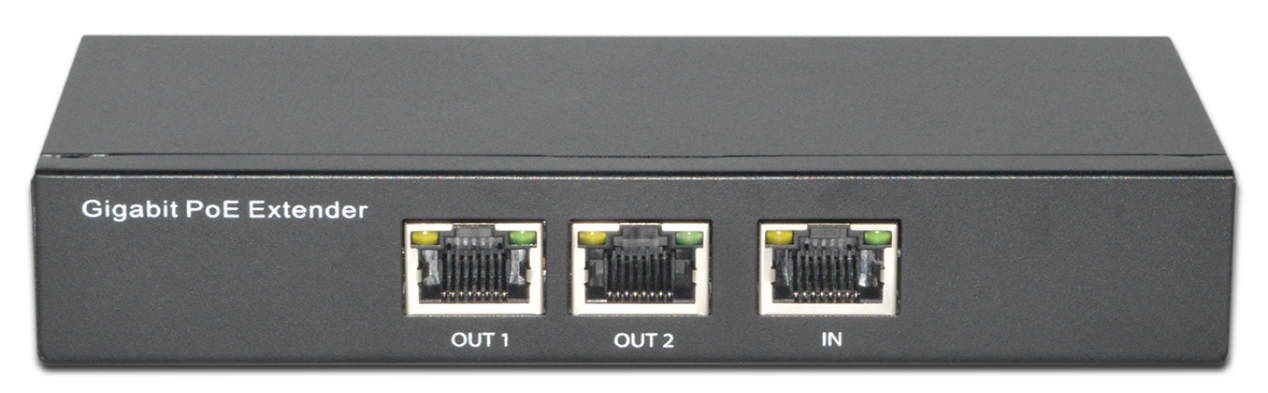 Gigabit PoE Extender
OUT 1
OUT 2
IN